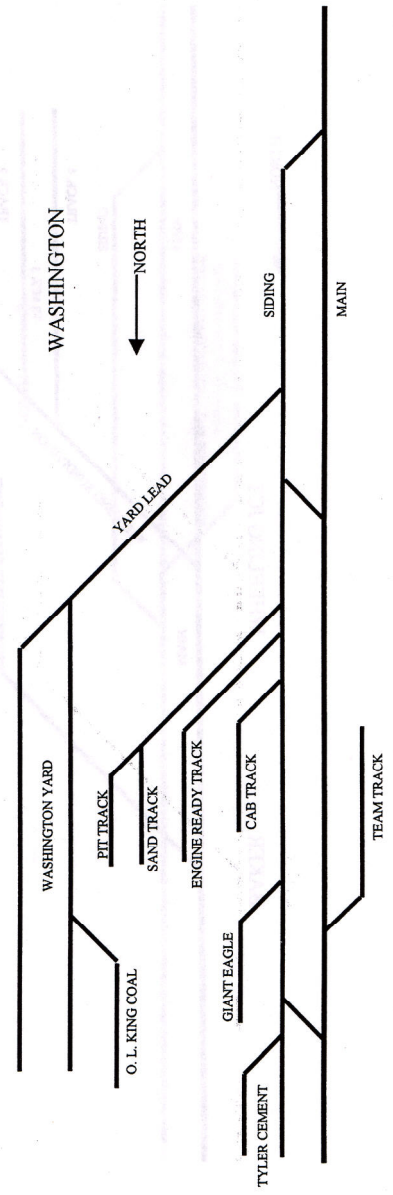 WASHINGTON
NORTH
SIDING
MAIN
YARD LEAD
WASHINGTON YARD
PIT TRACK
SAND TRACK
ENGINE READY TRACK
CAB TRACK
TEAM TRACK
GIANT EAGLE
O. L. KING COAL
TYLER CEMENT